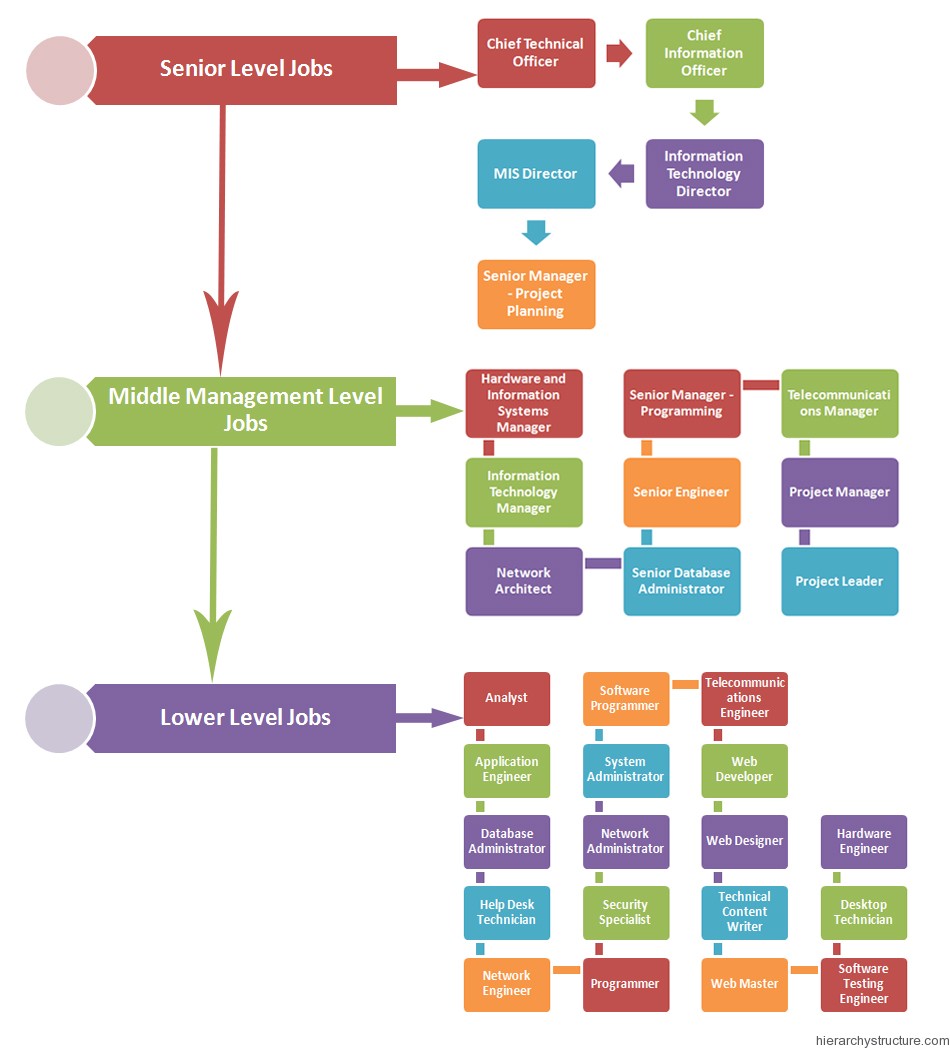 Senior Level Jobs
Chief Technical
Officer
Chief
Information
Officer
MIS Director
Information
Technology
Director
Senior Manager
- Project
Planning
Middle Management Level
Jobs
Hardware and
Information
Systems
Manager
Senior Manager -
Programming
Telecommunicati
ons Manager
Information
Technology
Manager
Senior Engineer
Project Manager
Network
Architect
Senior Database
Administrator
Project Leader
Lower Level Jobs
Analyst
Software
Programmer
Telecommunic
ations
Engineer
Application
Engineer
System
Administrator
Web
Developer
Database
Administrator
Network
Administrator
Web Designer
Hardware
Engineer
Help Desk
Technician
Security
Specialist
Technical
Content
Writer
Desktop
Technician
Network
Engineer
Programmer
Web Master
Software
Testing
Engineer
hierarchystructure.com